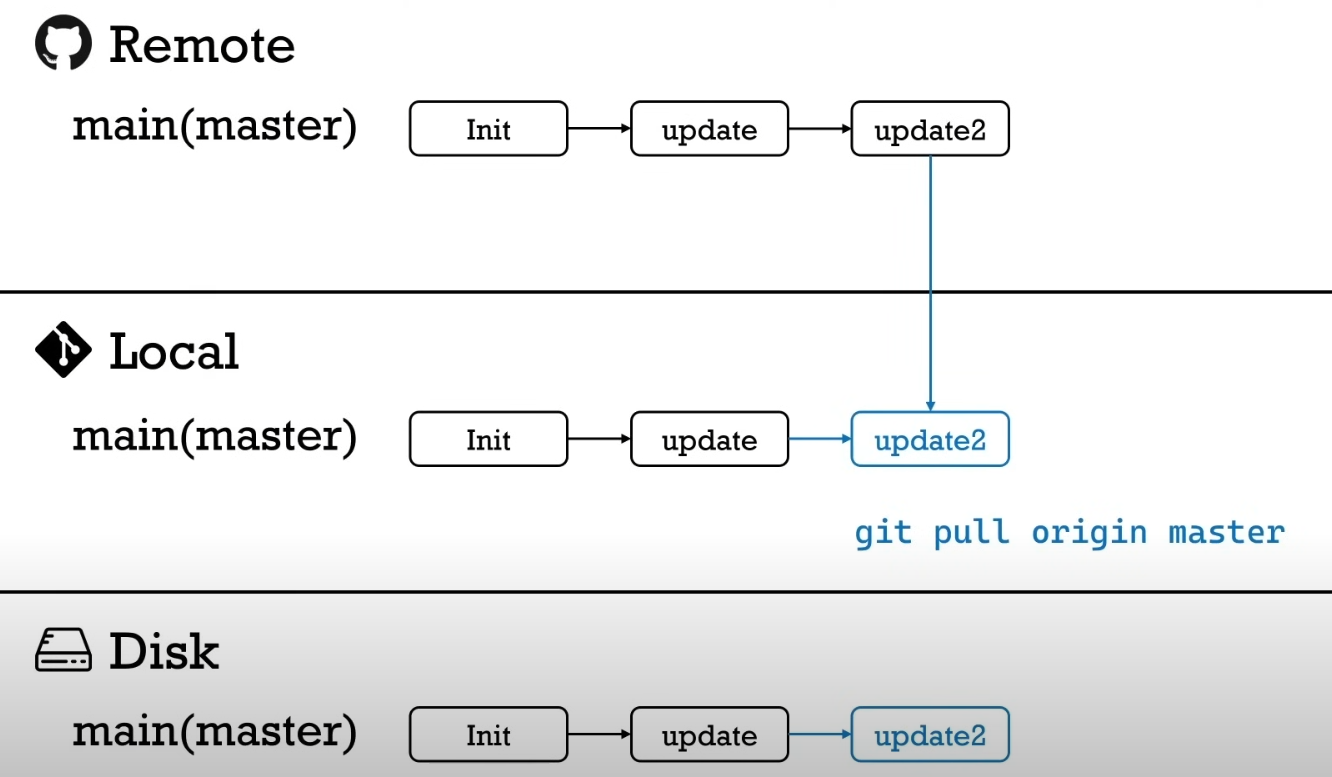 Remote
main(master) Init update update2
Local
main(master) Init update update2
git pull origin master
Disk
main(master) Init update update2